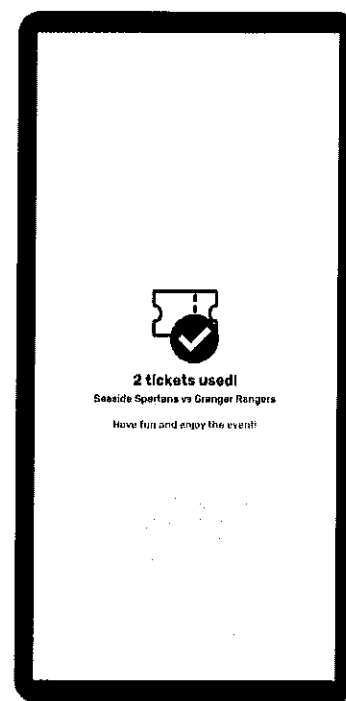 2 tickets used!
Seaside Spartans vs Granger Rangers
Have fun and enjoy the event!